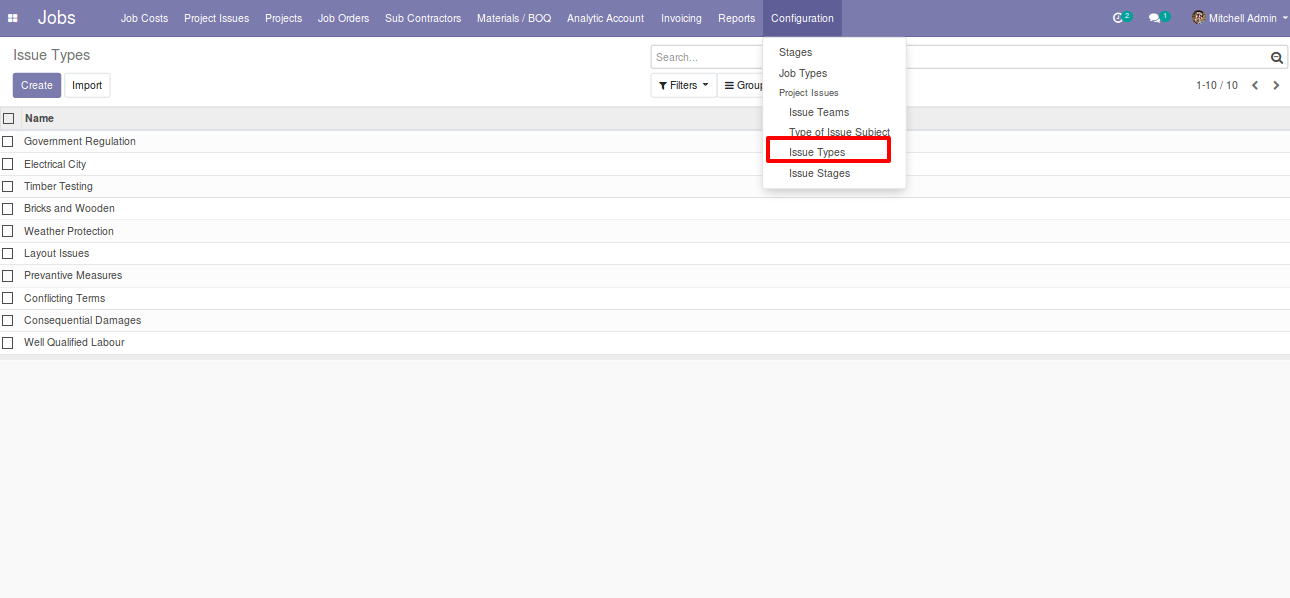 Jobs Job Costs Project Issues Projects Job Orders Sub Contractors Materials / BOQ Analytic Account Invoicing Reports Configuration 2 1 Mitchell Admin
Issue Types
Search...
Create Import
Filters Group
1-10 / 10
Stages
Job Types
Project Issues
Issue Teams
Type of Issue Subject
Issue Types
Issue Stages
Name
Government Regulation
Electrical City
Timber Testing
Bricks and Wooden
Weather Protection
Layout Issues
Prevantive Measures
Conflicting Terms
Consequential Damages
Well Qualified Labour